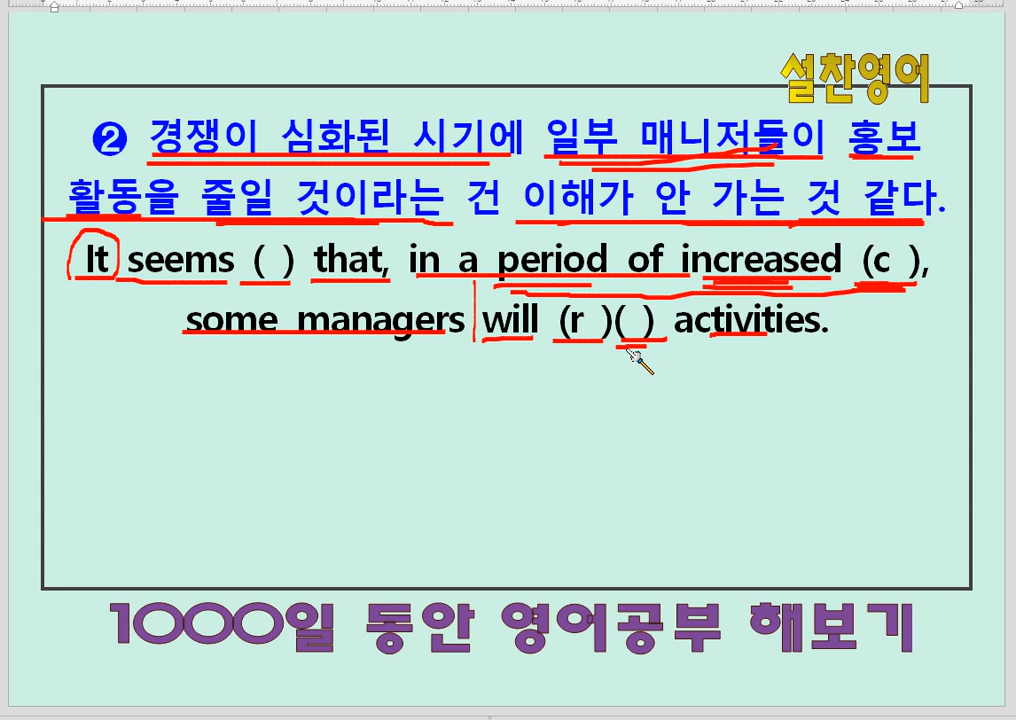 설찬영어
❷ 경쟁이 심화된 시기에 일부 매니저들이 홍보
활동을 줄일 것이라는 건 이해가 안 가는 것 같다.
It seems ( ) that, in a period of increased (c ),
some managers will (r )( ) activities.
1000일 동안 영어공부 해보기